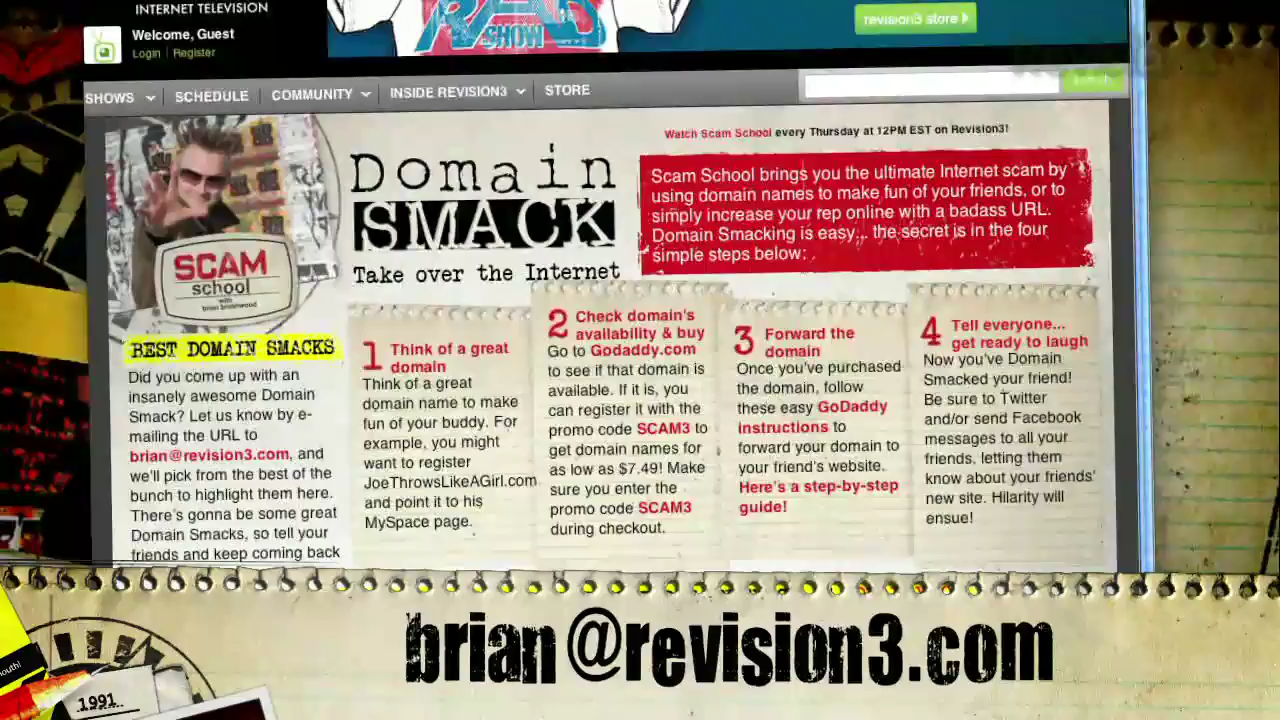 INTERNET TELEVISION
Welcome, Guest
Login | Register
SHOW
revision3 store
SHOWS
SCHEDULE
COMMUNITY
INSIDE REVISION3
STORE
Watch Scam School every Thursday at 12PM EST on Revision3!
Domain
SMACK
Take over the Internet
Scam School brings you the ultimate Internet scam by
using domain names to make fun of your friends, or to
simply increase your rep online with a badass URL.
Domain Smacking is easy... the secret is in the four
simple steps below:
SCAM
school
with
brian brushwood
BEST DOMAIN SMACKS
Did you come up with an
insanely awesome Domain
Smack? Let us know by e-
mailing the URL to
brian@revision3.com, and
we'll pick from the best of the
bunch to highlight them here.
There's gonna be some great
Domain Smacks, so tell your
friends and keep coming back
1 Think of a great
domain
Think of a great
domain name to make
fun of your buddy. For
example, you might
want to register
JoeThrowsLikeAGirl.com
and point it to his
MySpace page.
2 Check domain's
availability & buy
Go to Godaddy.com
to see if that domain is
available. If it is, you
can register it with the
promo code SCAM3 to
get domain names for
as low as $7.49! Make
sure you enter the
promo code SCAM3
during checkout.
3 Forward the
domain
Once you've purchased
the domain, follow
these easy GoDaddy
instructions to
forward your domain to
your friend's website.
Here's a step-by-step
guide!
4 Tell everyone...
get ready to laugh
Now you've Domain
Smacked your friend!
Be sure to Twitter
and/or send Facebook
messages to all your
friends, letting them
know about your friends'
new site. Hilarity will
ensue!
brian@revision3.com
1991